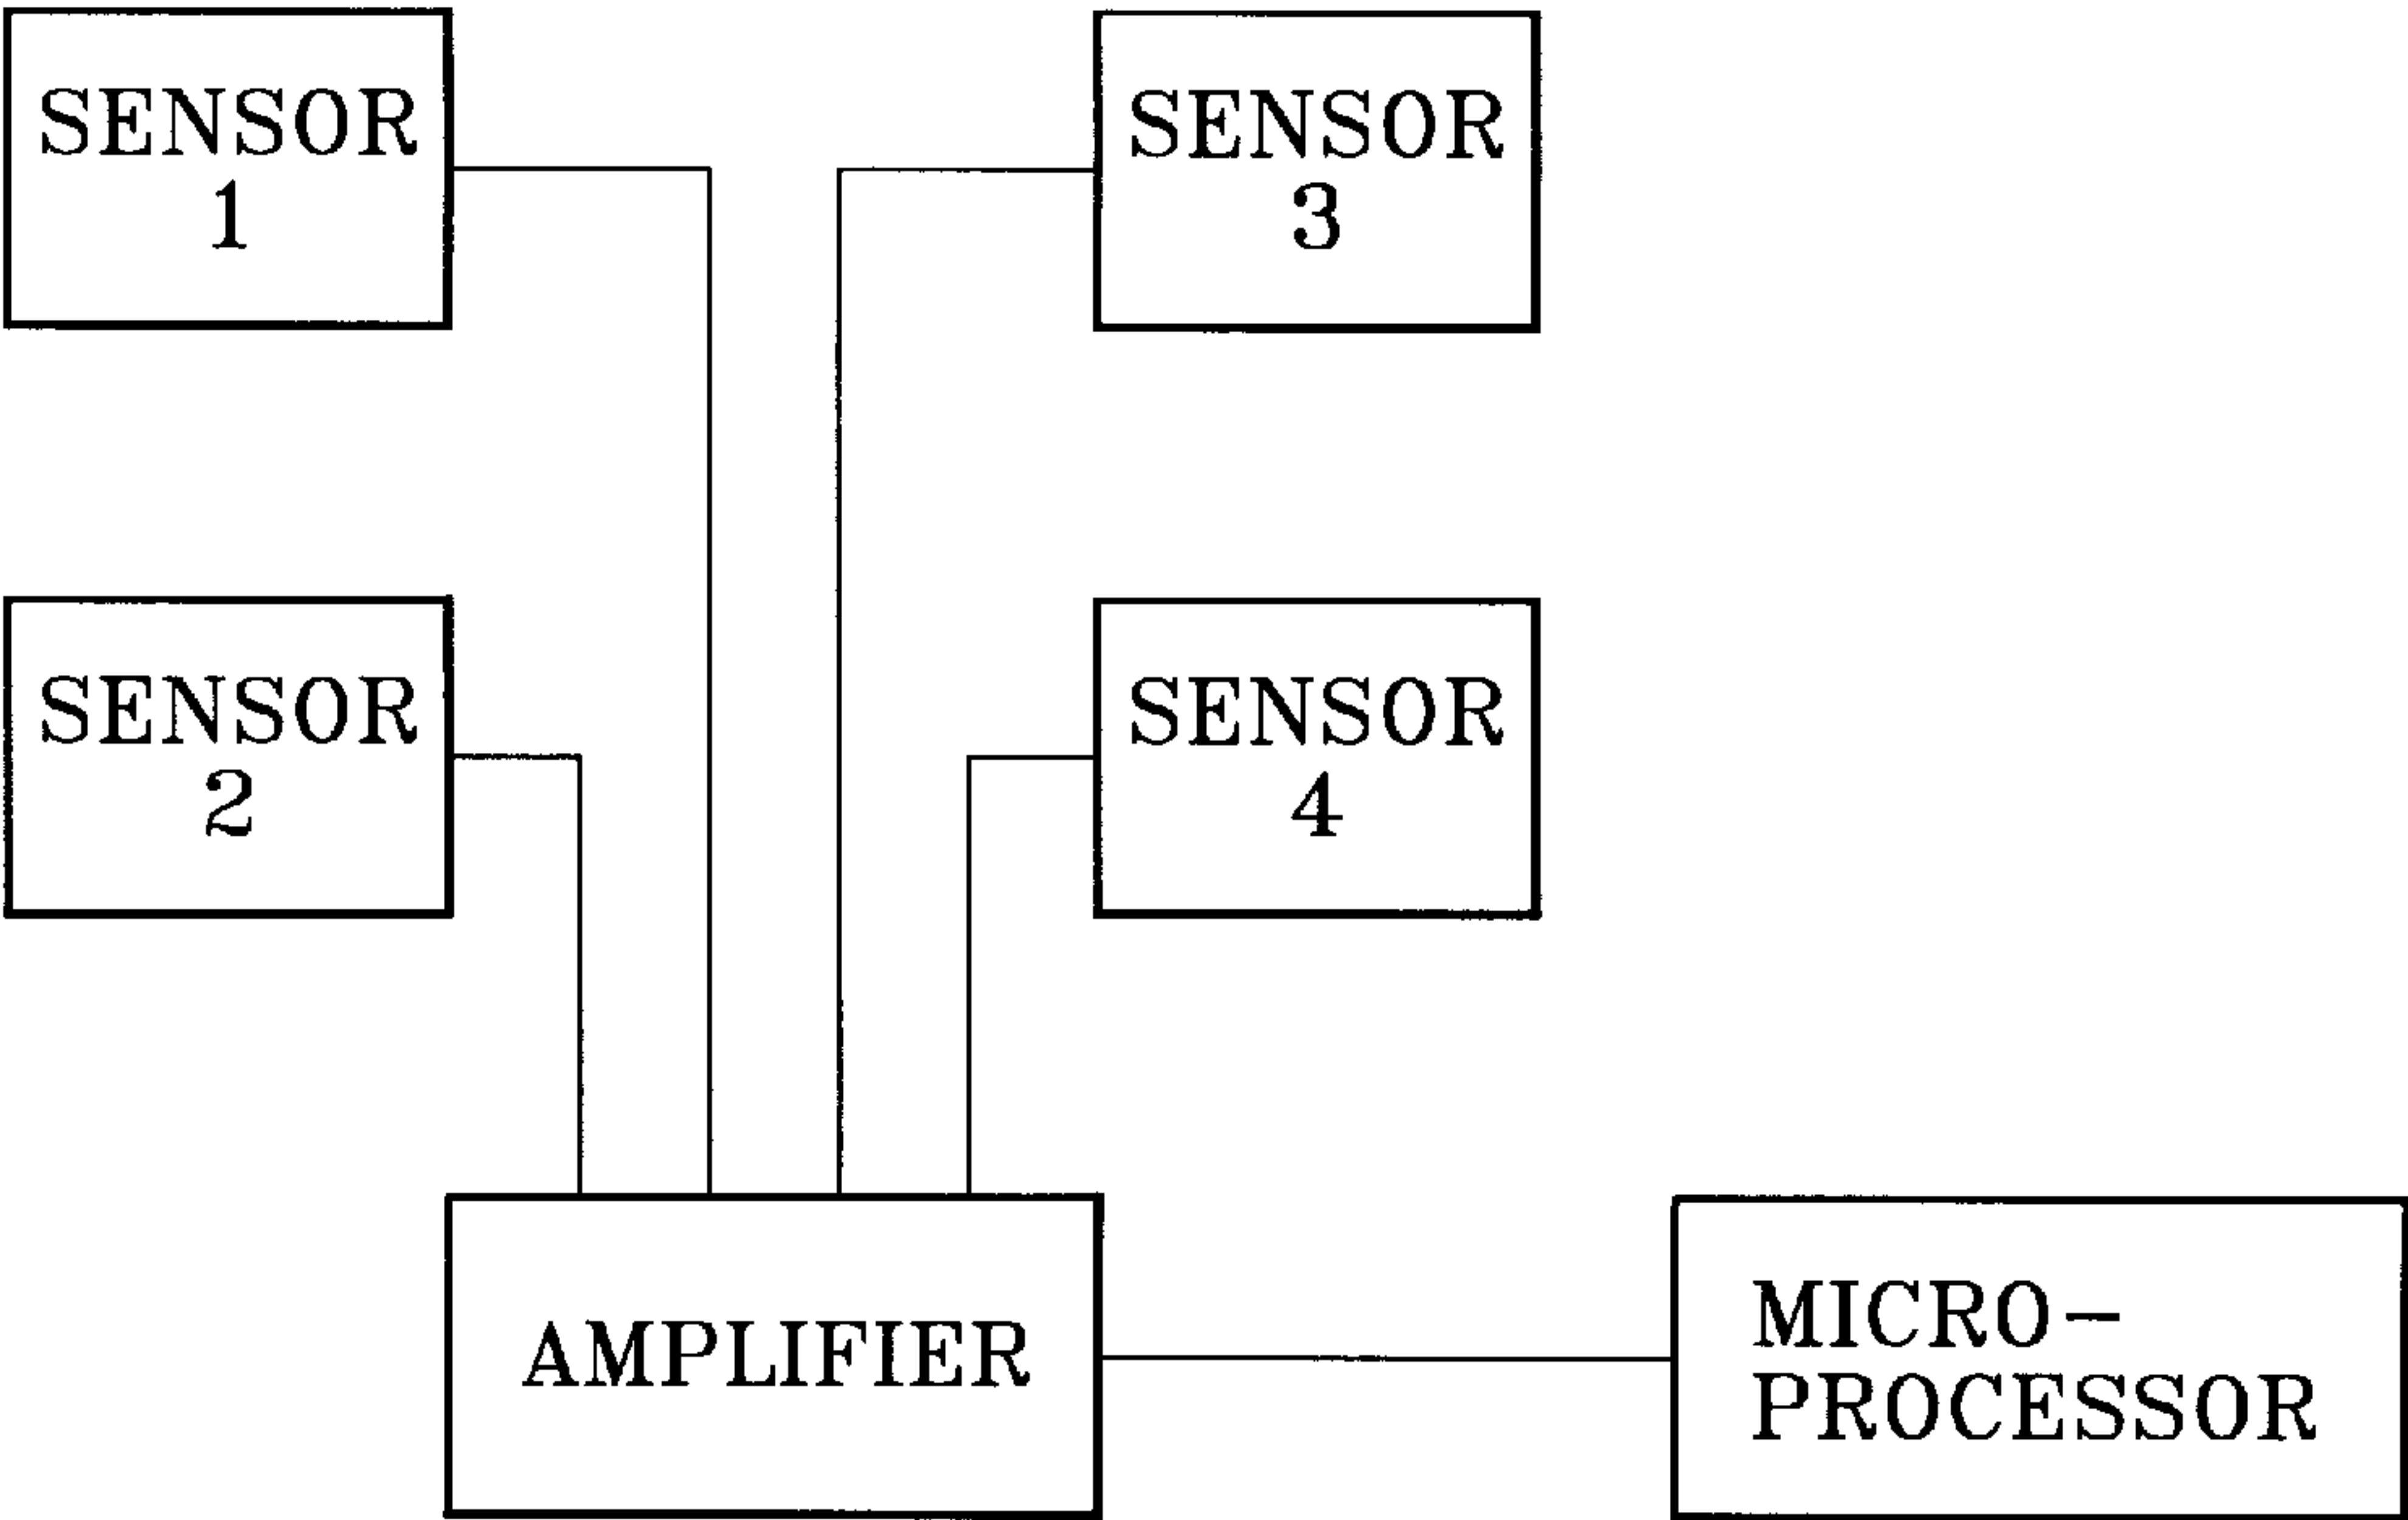 SENSOR
1
SENSOR
3
SENSOR
2
SENSOR
4
AMPLIFIER
MICRO-
PROCESSOR